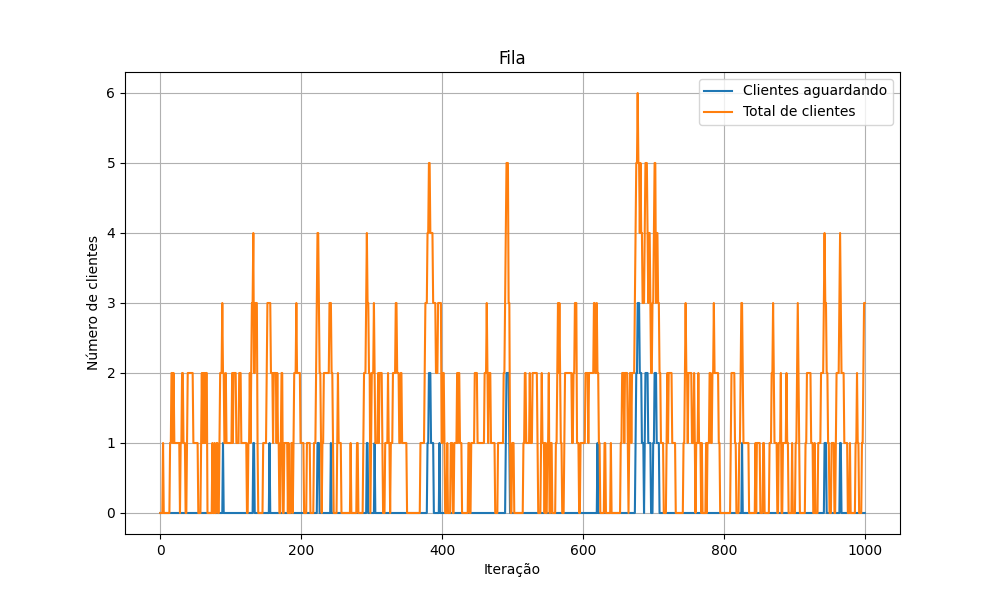 Fila
Clientes aguardando
Total de clientes
6
5
4
3
2
1
0
Número de clientes
0 200 400 600 800 1000
Iteração